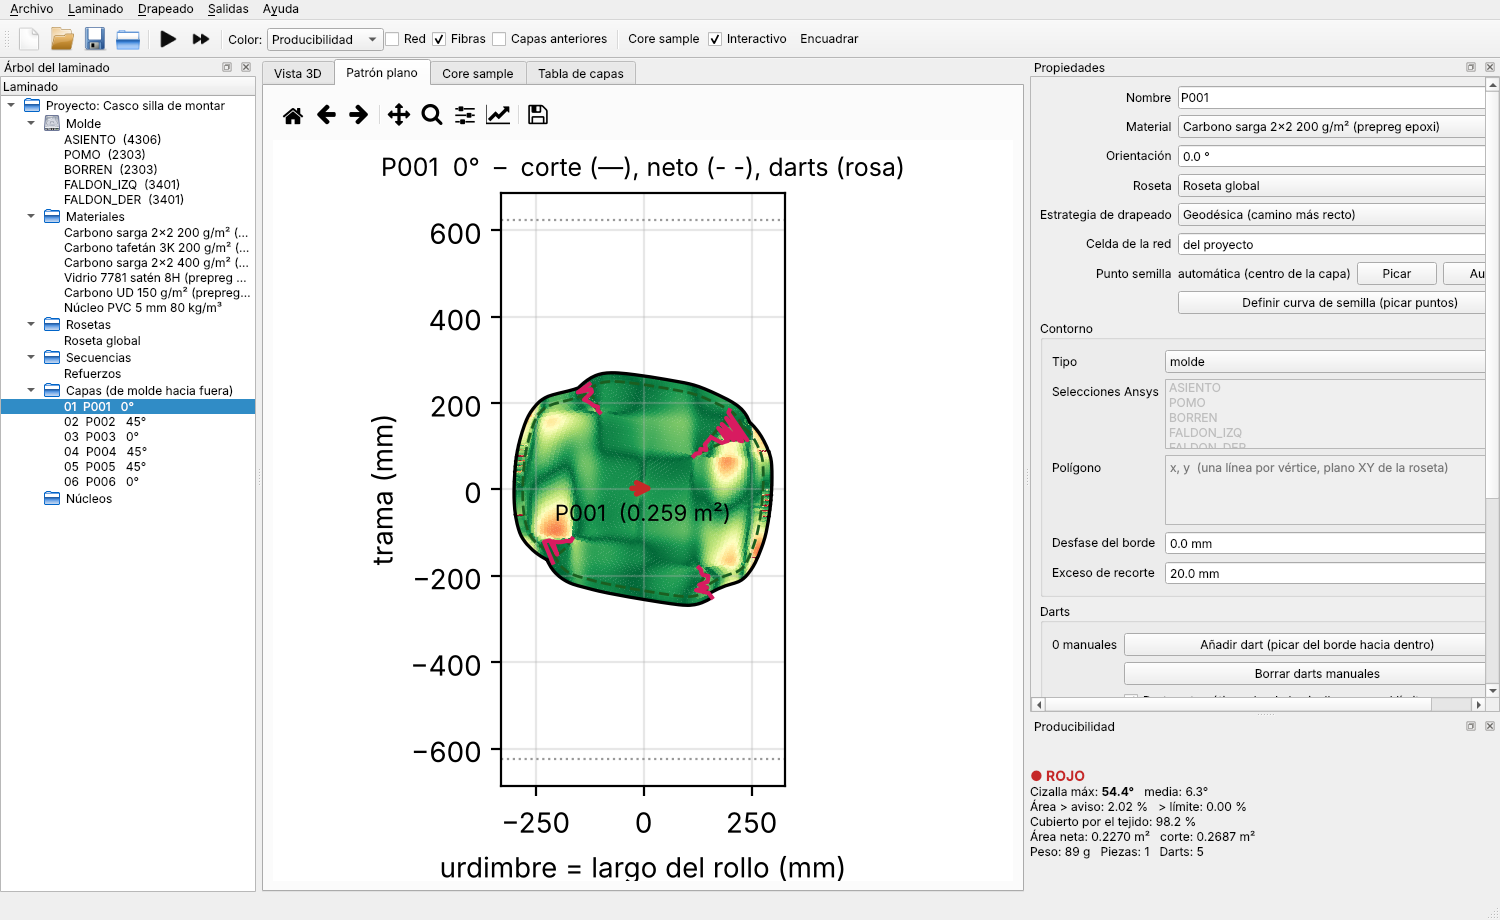 Archivo Laminado Drapeado Salidas Ayuda
Color: Producibilidad Red Fibras Capas anteriores Core sample Interactivo Encuadrar
Árbol del laminado
Laminado
Proyecto: Casco silla de montar
Molde
ASIENTO (4306)
POMO (2303)
BORREN (2303)
FALDON_IZQ (3401)
FALDON_DER (3401)
Materiales
Carbono sarga 2×2 200 g/m² (...
Carbono tafetán 3K 200 g/m² (...
Carbono sarga 2×2 400 g/m² (...
Vidrio 7781 satén 8H (prepreg ...
Carbono UD 150 g/m² (prepreg...
Núcleo PVC 5 mm 80 kg/m³
Rosetas
Roseta global
Secuencias
Refuerzos
Capas (de molde hacia fuera)
01 P001 0°
02 P002 45°
03 P003 0°
04 P004 45°
05 P005 45°
06 P006 0°
Núcleos
Vista 3D Patrón plano Core sample Tabla de capas
P001 0° – corte (—), neto (- -), darts (rosa)
600
400
200
0
−200
−400
−600
trama (mm)
P001 (0.259 m²)
−250 0 250
urdimbre = largo del rollo (mm)
Propiedades
Nombre P001
Material Carbono sarga 2×2 200 g/m² (prepreg epoxi)
Orientación 0.0 °
Roseta Roseta global
Estrategia de drapeado Geodésica (camino más recto)
Celda de la red del proyecto
Punto semilla automática (centro de la capa) Picar Au
Definir curva de semilla (picar puntos)
Contorno
Tipo molde
Selecciones Ansys ASIENTO
POMO
BORREN
FALDON_IZQ
FALDON_DER
Polígono x, y (una línea por vértice, plano XY de la roseta)
Desfase del borde 0.0 mm
Exceso de recorte 20.0 mm
Darts
0 manuales Añadir dart (picar del borde hacia dentro)
Borrar darts manuales
Producibilidad
ROJO
Cizalla máx: 54.4° media: 6.3°
Área > aviso: 2.02 % > límite: 0.00 %
Cubierto por el tejido: 98.2 %
Área neta: 0.2270 m² corte: 0.2687 m²
Peso: 89 g Piezas: 1 Darts: 5